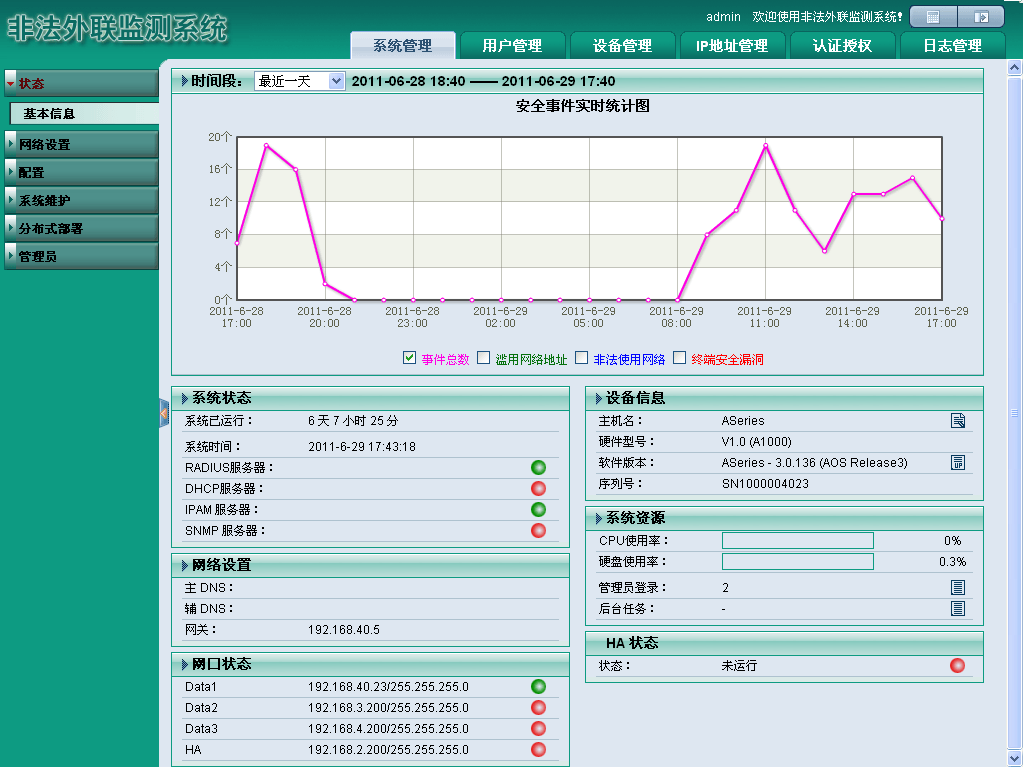 非法外联监测系统
admin 欢迎使用非法外联监测系统!
系统管理 用户管理 设备管理 IP地址管理 认证授权 日志管理
状态
基本信息
网络设置
配置
系统维护
分布式部署
管理员
时间段: 最近一天 2011-06-28 18:40 —— 2011-06-29 17:40
安全事件实时统计图
20个
16个
12个
8个
4个
0个
2011-6-28 17:00
2011-6-28 20:00
2011-6-28 23:00
2011-6-29 02:00
2011-6-29 05:00
2011-6-29 08:00
2011-6-29 11:00
2011-6-29 14:00
2011-6-29 17:00
事件总数 滥用网络地址 非法使用网络 终端安全漏洞
系统状态
系统已运行: 6 天 7 小时 25 分
系统时间: 2011-6-29 17:43:18
RADIUS服务器:
DHCP服务器:
IPAM 服务器:
SNMP 服务器:
网络设置
主 DNS:
辅 DNS:
网关: 192.168.40.5
网口状态
Data1 192.168.40.23/255.255.255.0
Data2 192.168.3.200/255.255.255.0
Data3 192.168.4.200/255.255.255.0
HA 192.168.2.200/255.255.255.0
设备信息
主机名: ASeries
硬件型号: V1.0 (A1000)
软件版本: ASeries - 3.0.136 (AOS Release3)
序列号: SN1000004023
系统资源
CPU使用率: 0%
硬盘使用率: 0.3%
管理员登录: 2
后台任务: -
HA 状态
状态: 未运行